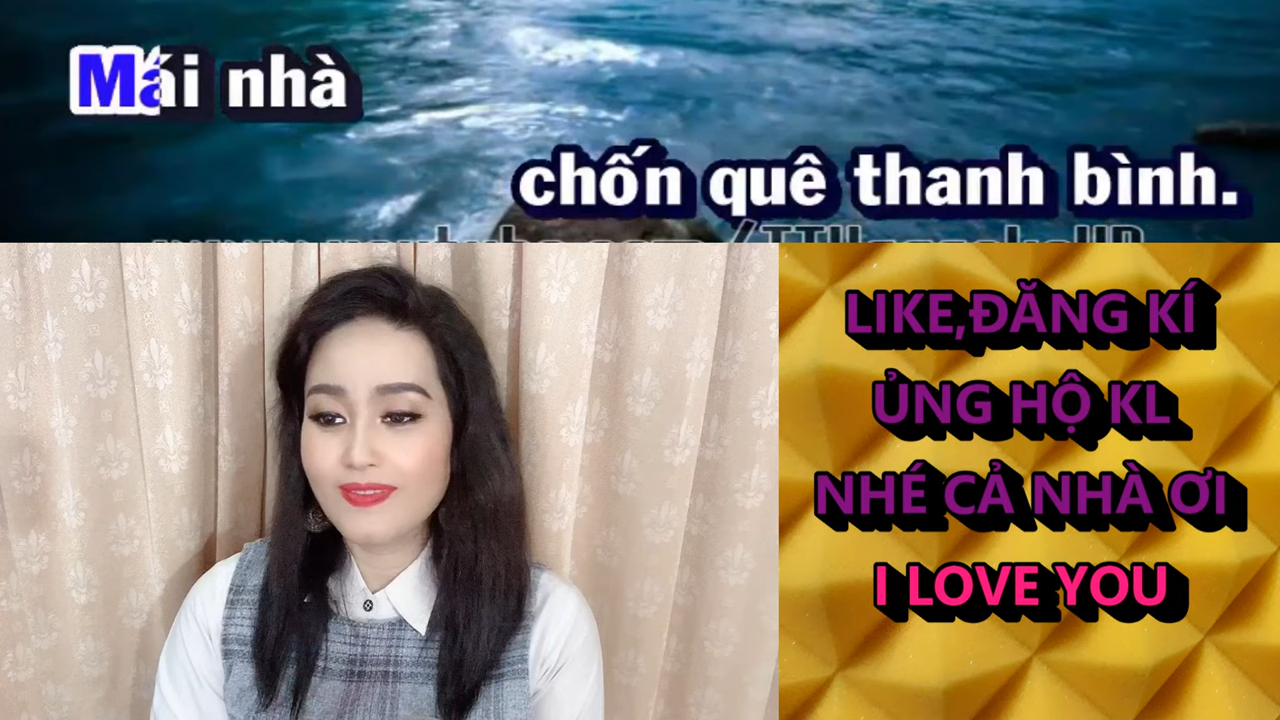 Mái nhà
chốn quê thanh bình.
LIKE,ĐĂNG KÍ
ỦNG HỘ KL
NHÉ CẢ NHÀ ƠI
I LOVE YOU